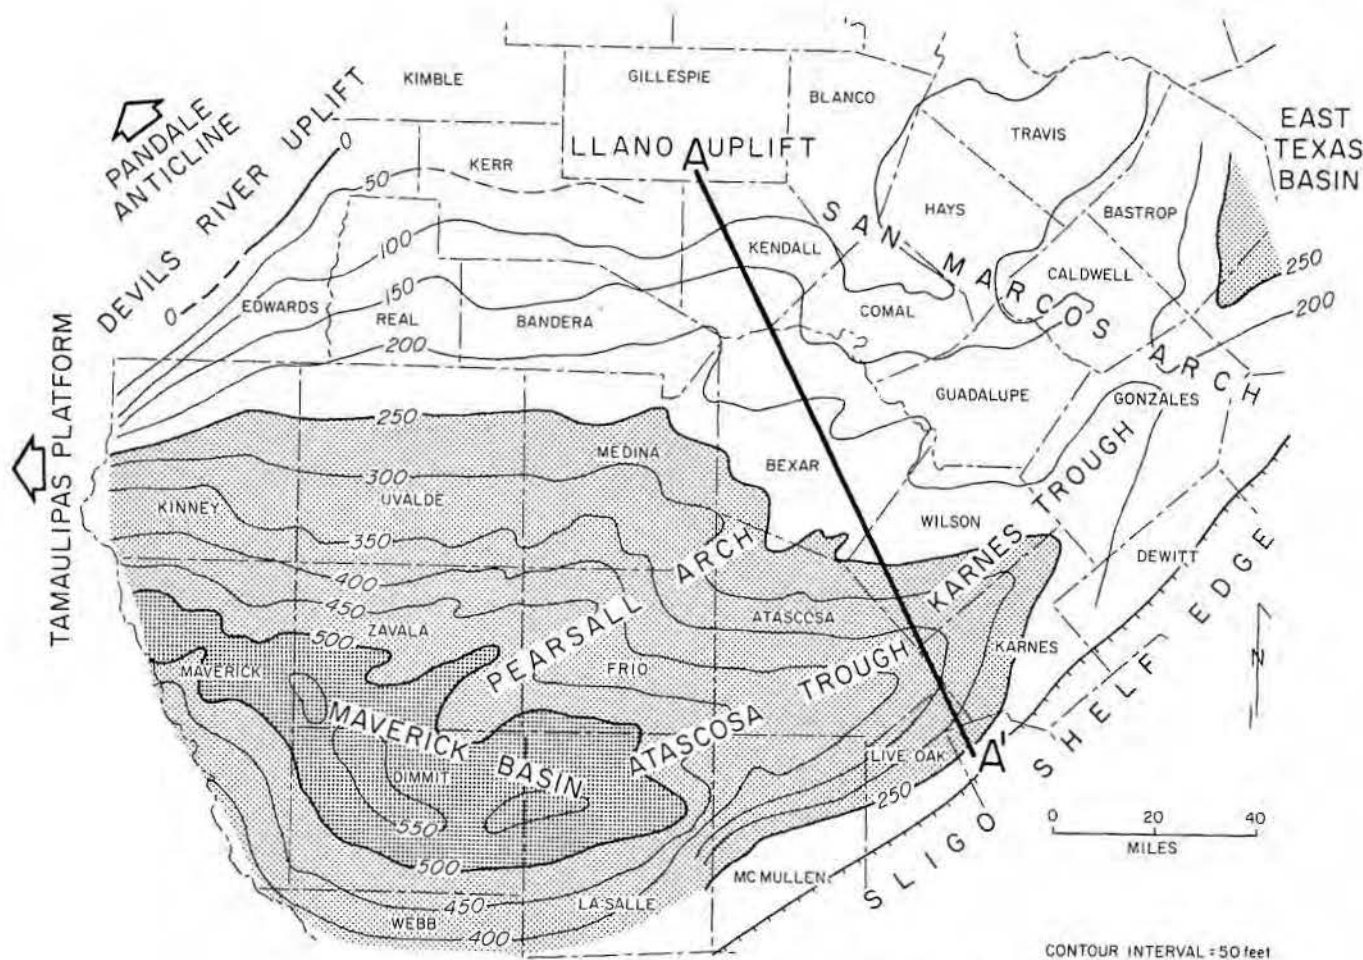 KIMBLE
GILLESPIE
BLANCO
TRAVIS
EAST
TEXAS
BASIN
PANDALE
ANTICLINE
DEVILS RIVER UPLIFT
0
0
LLANO UPLIFT
A
KERR
50
SAN MARCOS ARCH
HAYS
BASTROP
KENDALL
100
CALDWELL
250
200
EDWARDS
150
REAL
BANDERA
COMAL
200
TAMAULIPAS PLATFORM
GUADALUPE
GONZALES
250
MEDINA
BEXAR
300
UVALDE
KINNEY
WILSON
350
KARNES TROUGH
DEWITT
400
PEARSALL ARCH
450
ZAVALA
ATASCOSA
500
MAVERICK
FRIO
KARNES
MAVERICK BASIN
ATASCOSA TROUGH
DIMMIT
LIVE OAK
A'
250
SLIGO SHELF EDGE
N
550
500
MC MULLEN
0 20 40
MILES
450
LA SALLE
WEBB
400
CONTOUR INTERVAL = 50 feet